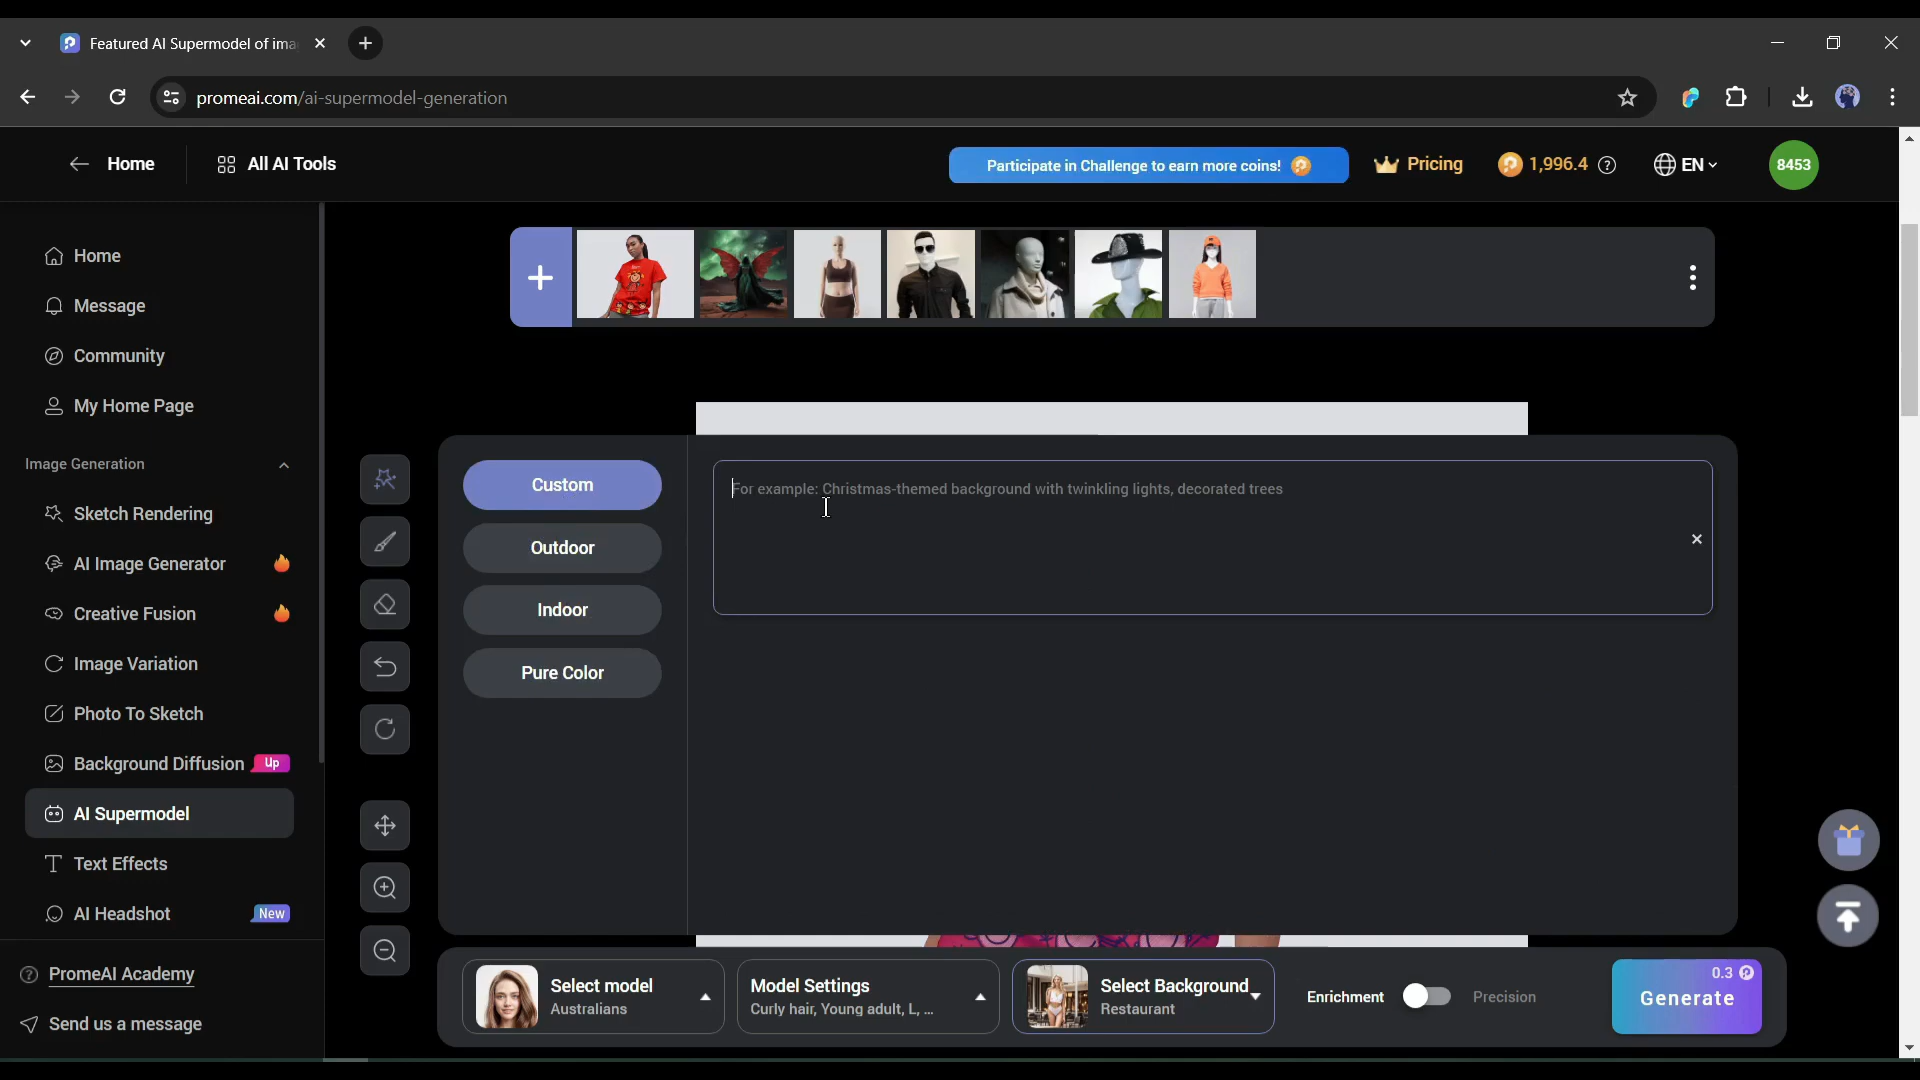 Featured AI Supermodel of ima
promeai.com/ai-supermodel-generation
Home
All AI Tools
Participate in Challenge to earn more coins!
Pricing
1,996.4
EN
8453
Home
Message
Community
My Home Page
Image Generation
Sketch Rendering
AI Image Generator
Creative Fusion
Image Variation
Photo To Sketch
Background Diffusion Up
AI Supermodel
Text Effects
AI Headshot New
PromeAI Academy
Send us a message
Custom
Outdoor
Indoor
Pure Color
For example: Christmas-themed background with twinkling lights, decorated trees
Select model
Australians
Model Settings
Curly hair, Young adult, L, ...
Select Background
Restaurant
Enrichment
Precision
0.3
Generate